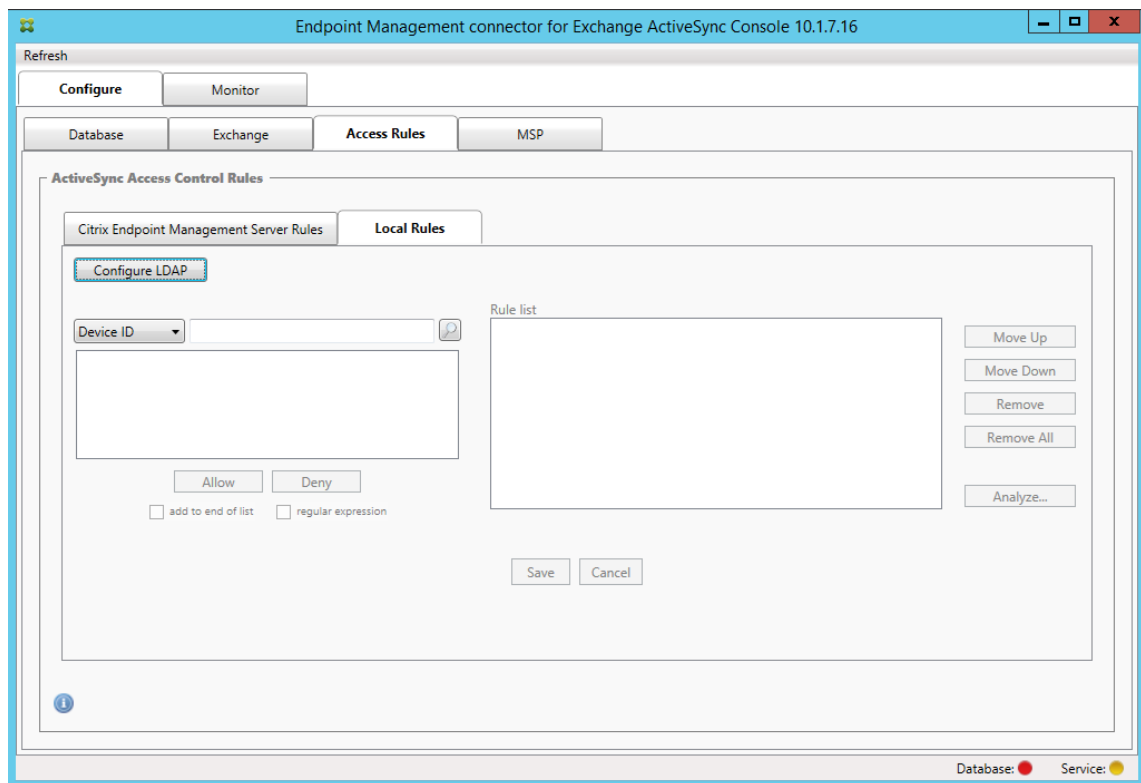 Endpoint Management connector for Exchange ActiveSync Console 10.1.7.16
Refresh
Configure
Monitor
Database
Exchange
Access Rules
MSP
ActiveSync Access Control Rules
Citrix Endpoint Management Server Rules
Local Rules
Configure LDAP
Rule list
Device ID
Move Up
Move Down
Remove
Remove All
Allow
Deny
Analyze...
add to end of list
regular expression
Save
Cancel
Database:
Service: